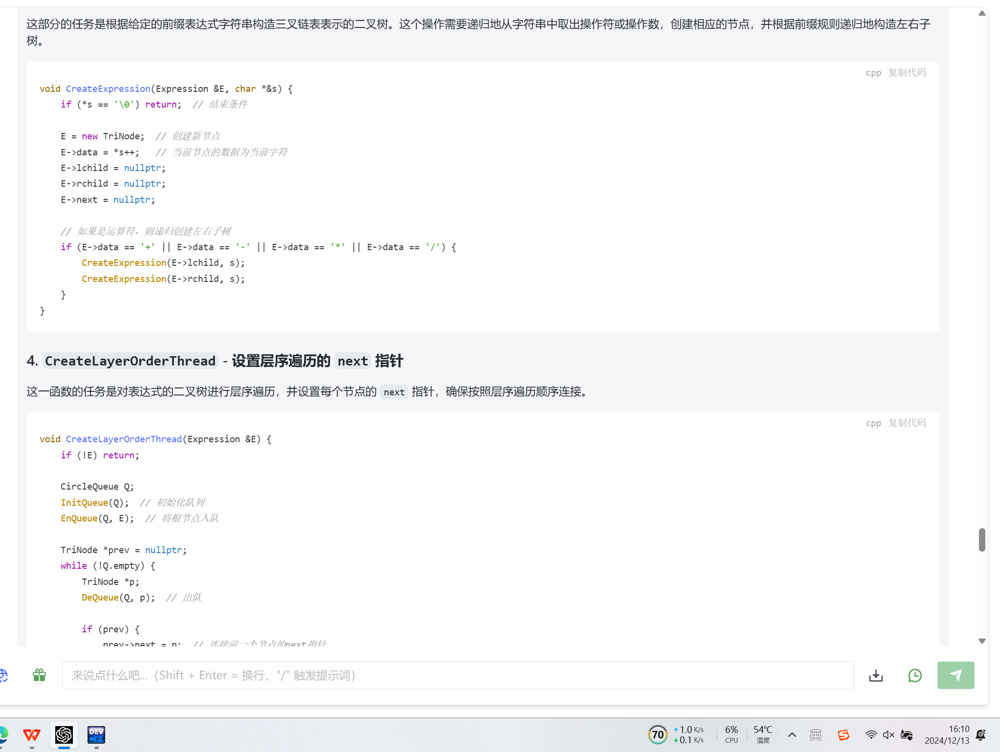 这部分的任务是根据给定的前缀表达式字符串构造三叉链表表示的二叉树。这个操作需要递归地从字符串中取出操作符或操作数，创建相应的节点，并根据前缀规则递归地构造左右子
树。
cpp 复制代码
void CreateExpression(Expression &E, char *&s) {
    if (*s == '\0') return;  // 结束条件
    E = new TriNode;  // 创建新节点
    E->data = *s++;   // 当前节点的数据为当前字符
    E->lchild = nullptr;
    E->rchild = nullptr;
    E->next = nullptr;
    // 如果是运算符，则递归创建左右子树
    if (E->data == '+' || E->data == '-' || E->data == '*' || E->data == '/') {
        CreateExpression(E->lchild, s);
        CreateExpression(E->rchild, s);
    }
}
4. CreateLayerOrderThread - 设置层序遍历的 next 指针
这一函数的任务是对表达式的二叉树进行层序遍历，并设置每个节点的 next 指针，确保按照层序遍历顺序连接。
cpp 复制代码
void CreateLayerOrderThread(Expression &E) {
    if (!E) return;
    CircleQueue Q;
    InitQueue(Q);  // 初始化队列
    EnQueue(Q, E);  // 将根节点入队
    TriNode *prev = nullptr;
    while (!Q.empty) {
        TriNode *p;
        DeQueue(Q, p);  // 出队
        if (prev) {
            prev->next = p;  // 连接前一个节点的next指针
来说点什么吧...（Shift + Enter = 换行，"/" 触发提示词）
DEV C++
70
1.0 K/s
0.1 K/s
6%
CPU
54℃
温度
英
16:10
2024/12/13